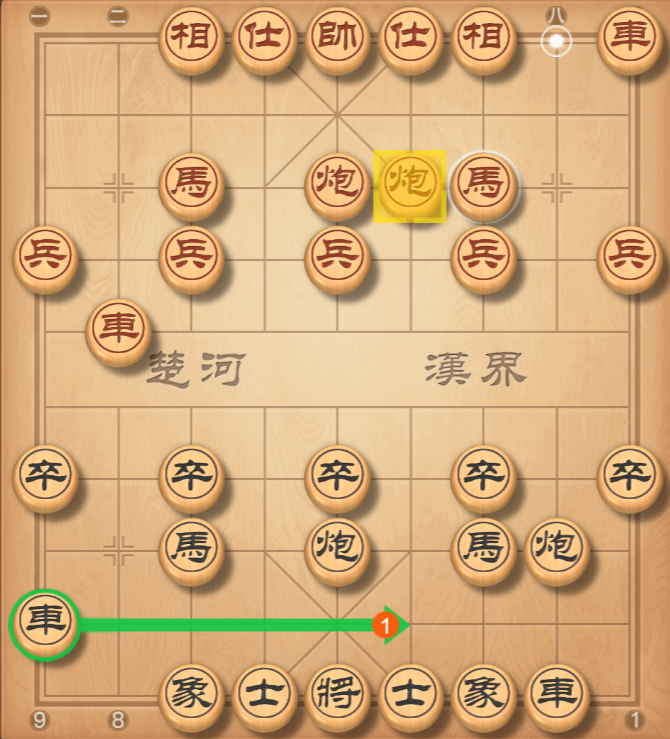 一 二 八
相 仕 帥 仕 相 車
馬 炮 炮 馬
兵 兵 兵 兵 兵
車
楚河 漢界
卒 卒 卒 卒 卒
馬 炮 馬 炮
車 1
象 士 將 士 象 車
9 8 1